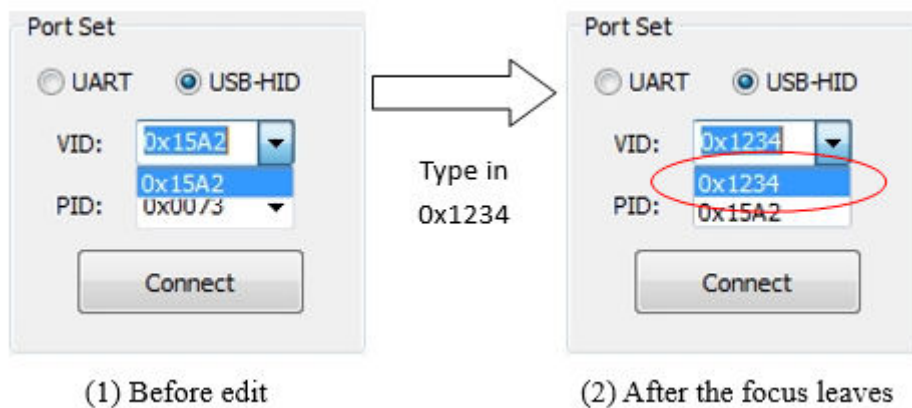 Port Set
UART USB-HID
VID: 0x15A2
0x15A2
PID: 0x0073
Connect
(1) Before edit
Type in
0x1234
Port Set
UART USB-HID
VID: 0x1234
0x1234
PID: 0x15A2
Connect
(2) After the focus leaves